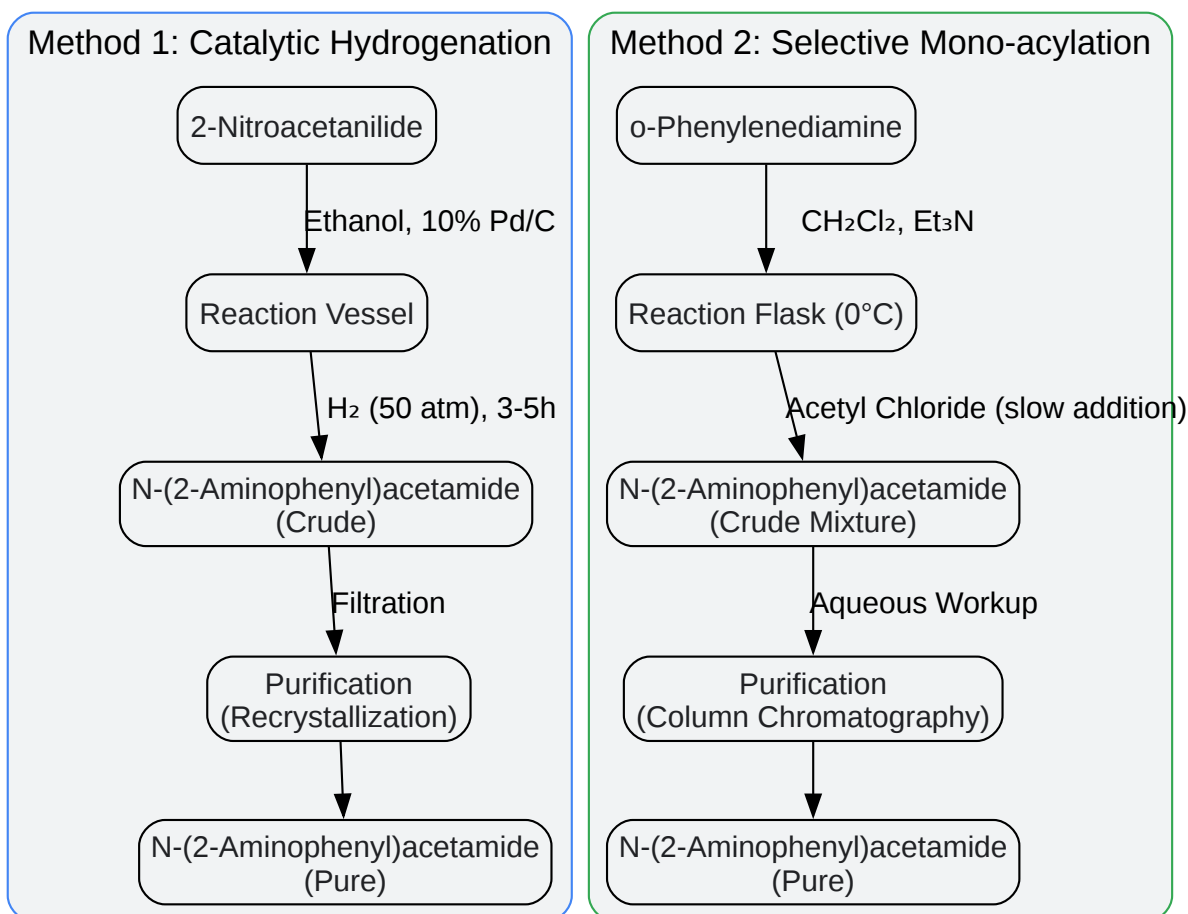 Method 1: Catalytic Hydrogenation
2-Nitroacetanilide
Ethanol, 10% Pd/C
Reaction Vessel
H₂ (50 atm), 3-5h
N-(2-Aminophenyl)acetamide
(Crude)
Filtration
Purification
(Recrystallization)
N-(2-Aminophenyl)acetamide
(Pure)
Method 2: Selective Mono-acylation
o-Phenylenediamine
CH₂Cl₂, Et₃N
Reaction Flask (0°C)
Acetyl Chloride (slow addition)
N-(2-Aminophenyl)acetamide
(Crude Mixture)
Aqueous Workup
Purification
(Column Chromatography)
N-(2-Aminophenyl)acetamide
(Pure)